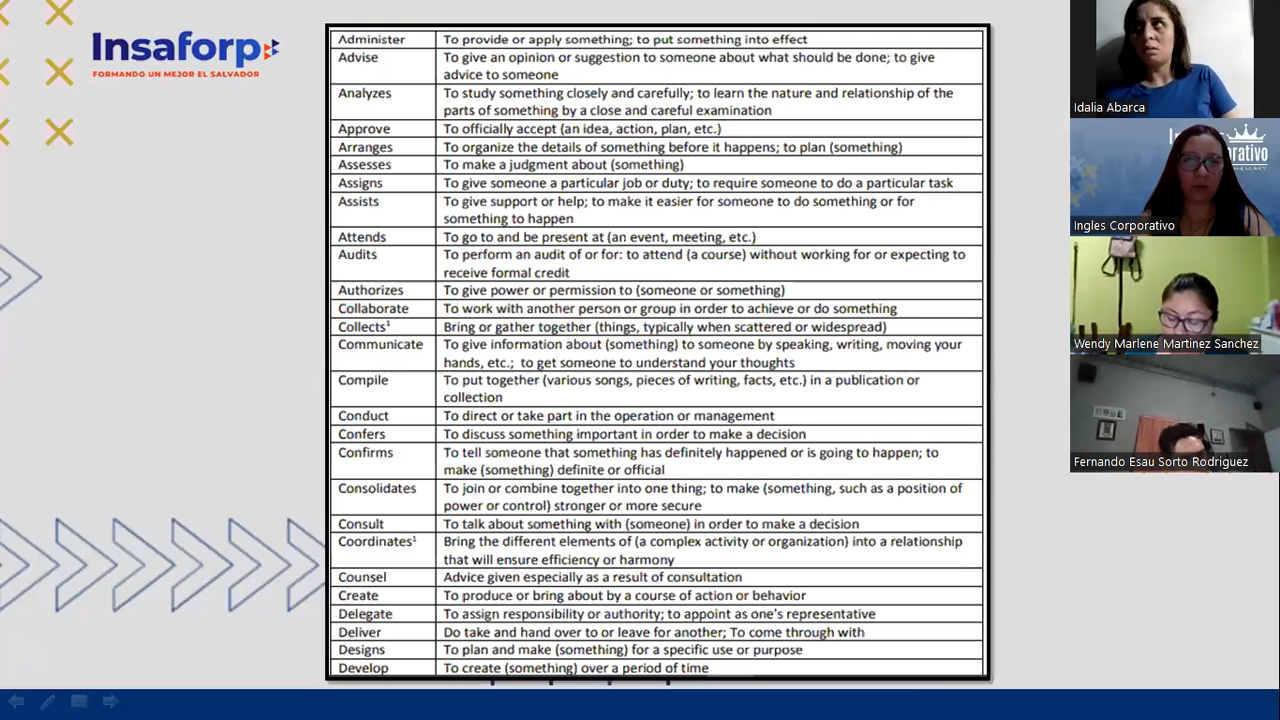 Insaforp
FORMANDO UN MEJOR EL SALVADOR
Administer To provide or apply something; to put something into effect
Advise To give an opinion or suggestion to someone about what should be done; to give
advice to someone
Analyzes To study something closely and carefully; to learn the nature and relationship of the
parts of something by a close and careful examination
Approve To officially accept (an idea, action, plan, etc.)
Arranges To organize the details of something before it happens; to plan (something)
Assesses To make a judgment about (something)
Assigns To give someone a particular job or duty; to require someone to do a particular task
Assists To give support or help; to make it easier for someone to do something or for
something to happen
Attends To go to and be present at (an event, meeting, etc.)
Audits To perform an audit of or for: to attend (a course) without working for or expecting to
receive formal credit
Authorizes To give power or permission to (someone or something)
Collaborate To work with another person or group in order to achieve or do something
Collects¹ Bring or gather together (things, typically when scattered or widespread)
Communicate To give information about (something) to someone by speaking, writing, moving your
hands, etc.; to get someone to understand your thoughts
Compile To put together (various songs, pieces of writing, facts, etc.) in a publication or
collection
Conduct To direct or take part in the operation or management
Confers To discuss something important in order to make a decision
Confirms To tell someone that something has definitely happened or is going to happen; to
make (something) definite or official
Consolidates To join or combine together into one thing; to make (something, such as a position of
power or control) stronger or more secure
Consult To talk about something with (someone) in order to make a decision
Coordinates¹ Bring the different elements of (a complex activity or organization) into a relationship
that will ensure efficiency or harmony
Counsel Advice given especially as a result of consultation
Create To produce or bring about by a course of action or behavior
Delegate To assign responsibility or authority; to appoint as one's representative
Deliver Do take and hand over to or leave for another; To come through with
Designs To plan and make (something) for a specific use or purpose
Develop To create (something) over a period of time
Idalia Abarca
Ingles Corporativo
Wendy Marlene Martinez Sanchez
Fernando Esau Sorto Rodriguez